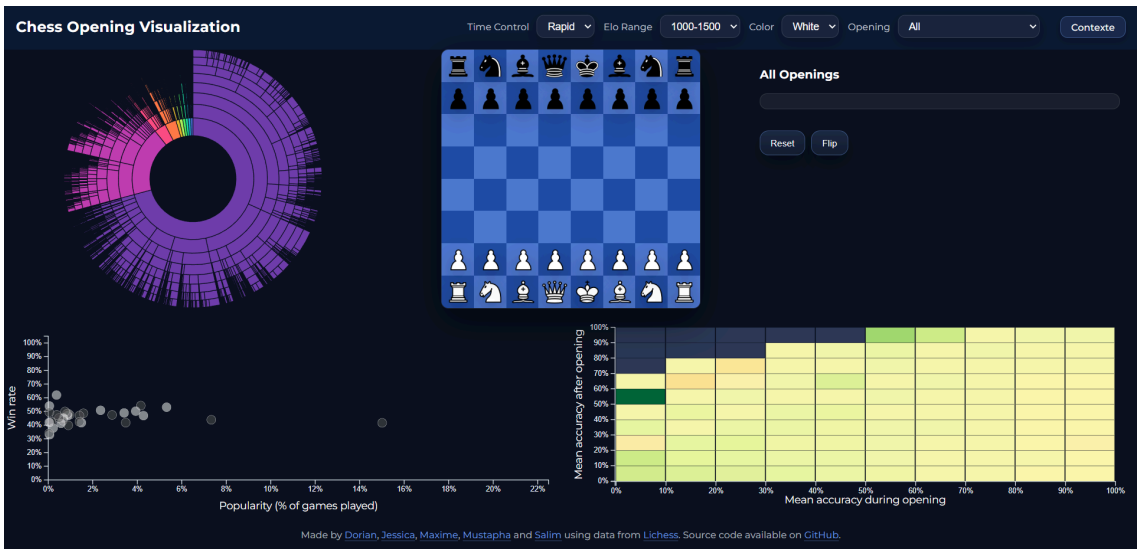 Chess Opening Visualization
Time Control Rapid Elo Range 1000-1500 Color White Opening All Contexte
All Openings
Reset Flip
Win rate
100%
90%
80%
70%
60%
50%
40%
30%
20%
10%
0%
0% 2% 4% 6% 8% 10% 12% 14% 16% 18% 20% 22%
Popularity (% of games played)
Mean accuracy after opening
100%
90%
80%
70%
60%
50%
40%
30%
20%
10%
0%
0% 10% 20% 30% 40% 50% 60% 70% 80% 90% 100%
Mean accuracy during opening
Made by Dorian, Jessica, Maxime, Mustapha and Salim using data from Lichess. Source code available on GitHub.